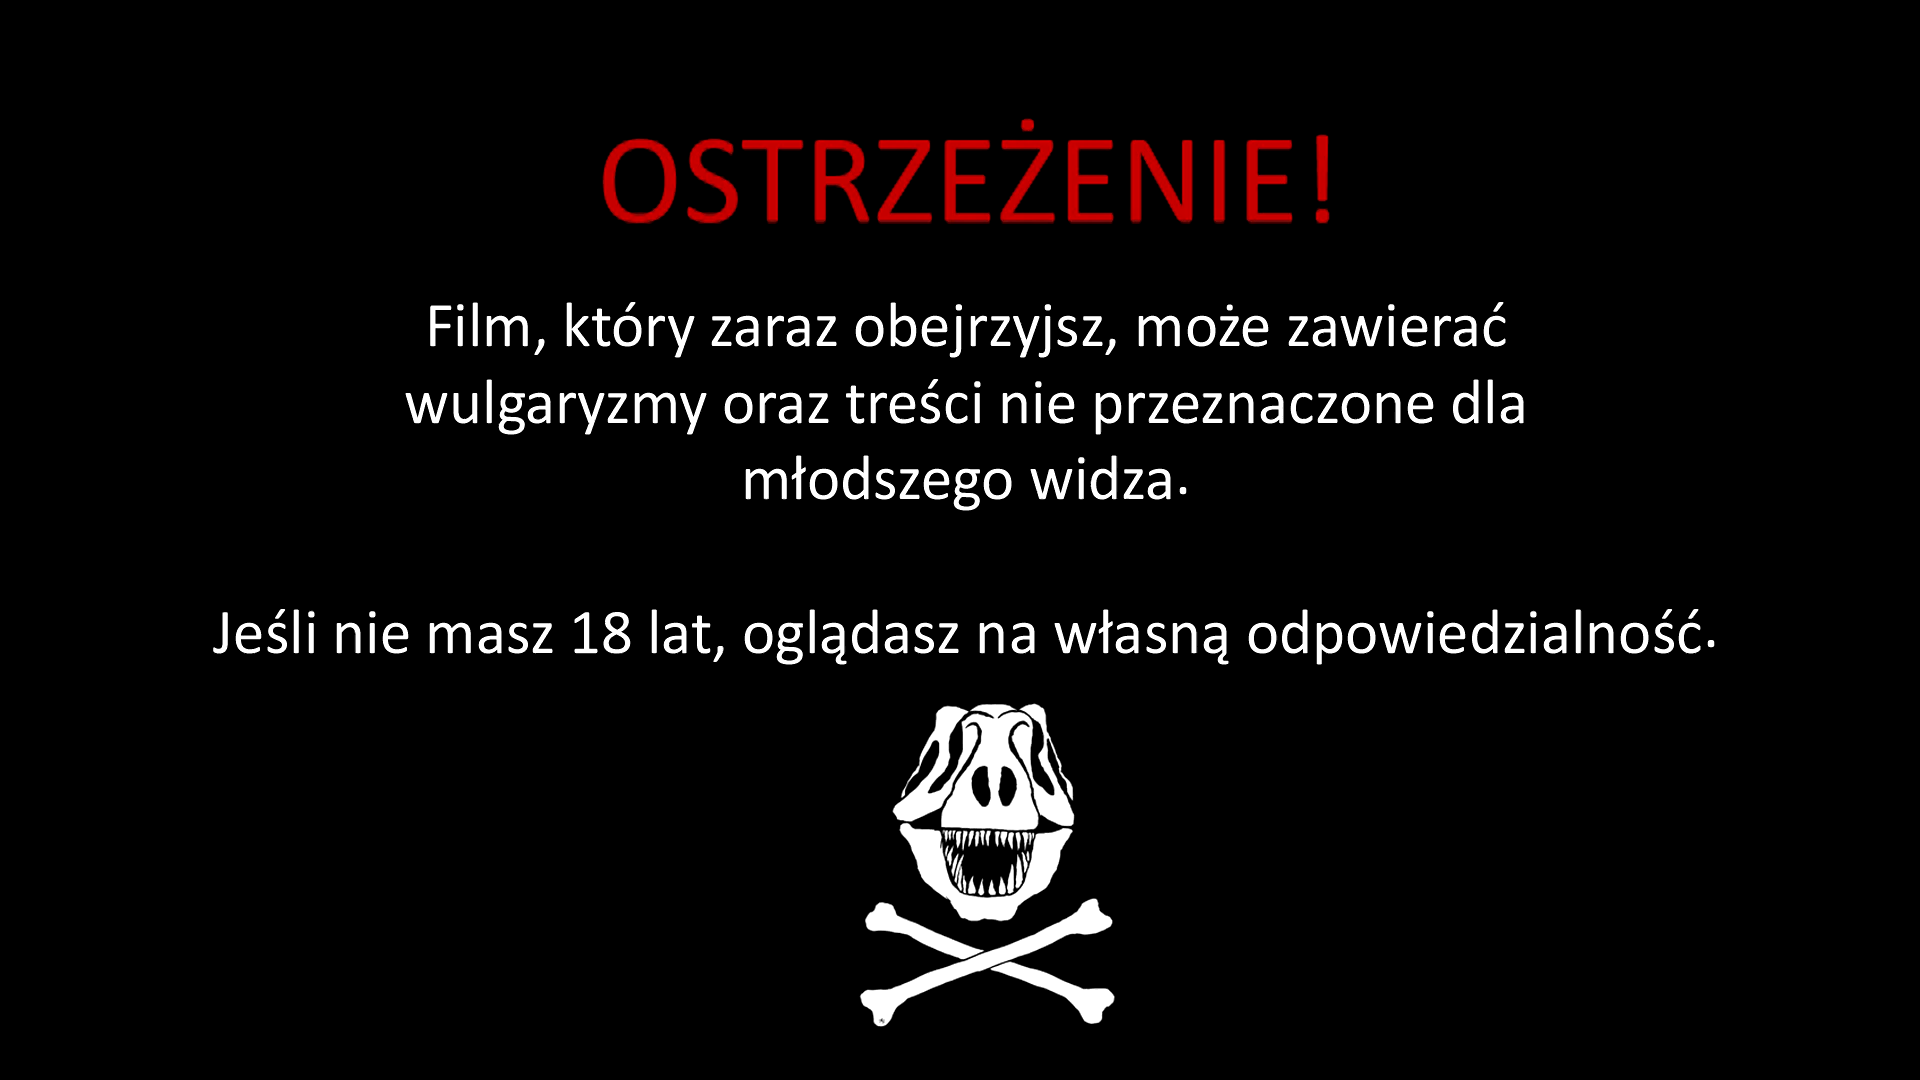 OSTRZEŻENIE!
Film, który zaraz obejrzyjsz, może zawierać
wulgaryzmy oraz treści nie przeznaczone dla
młodszego widza.
Jeśli nie masz 18 lat, oglądasz na własną odpowiedzialność.